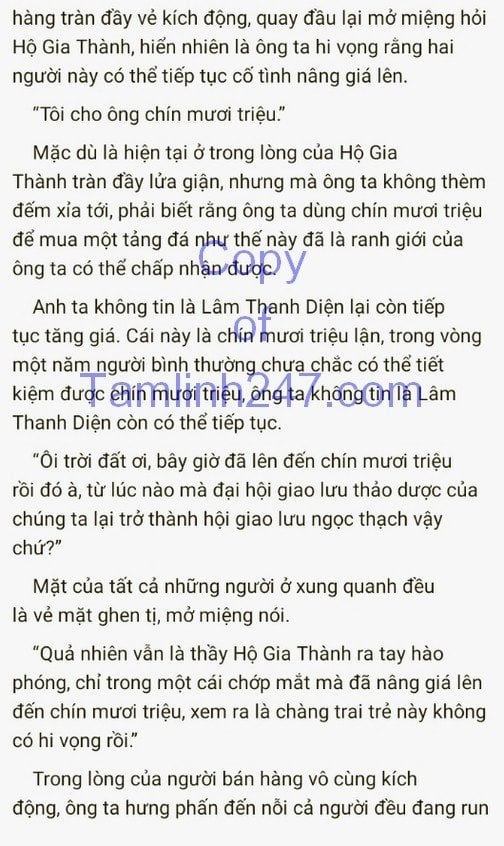 hàng tràn đầy vẻ kích động, quay đầu lại mở miệng hỏi
Hộ Gia Thành, hiển nhiên là ông ta hi vọng rằng hai
người này có thể tiếp tục cố tình nâng giá lên.
“Tôi cho ông chín mươi triệu.”
Mặc dù là hiện tại ở trong lòng của Hộ Gia
Thành tràn đầy lửa giận, nhưng mà ông ta không thèm
đếm xỉa tới, phải biết rằng ông ta dùng chín mươi triệu
để mua một tảng đá như thế này đã là ranh giới của
ông ta có thể chấp nhận được.
Copy
Anh ta không tin là Lâm Thanh Diện lại còn tiếp
of
tục tăng giá. Cái này là chín mươi triệu lận, trong vòng
một năm người bình thường chưa chắc có thể tiết
kiệm được chín mươi triệu, ông ta không tin là Lâm
Tamlinh247.com
Thanh Diện còn có thể tiếp tục.
“Ôi trời đất ơi, bây giờ đã lên đến chín mươi triệu
rồi đó à, từ lúc nào mà đại hội giao lưu thảo dược của
chúng ta lại trở thành hội giao lưu ngọc thạch vậy
chứ?”
Mặt của tất cả những người ở xung quanh đều
là vẻ mặt ghen tị, mở miệng nói.
“Quả nhiên vẫn là thầy Hộ Gia Thành ra tay hào
phóng, chỉ trong một cái chớp mắt mà đã nâng giá lên
đến chín mươi triệu, xem ra là chàng trai trẻ này không
có hi vọng rồi.”
Trong lòng của người bán hàng vô cùng kích
động, ông ta hưng phấn đến nỗi cả người đều đang run